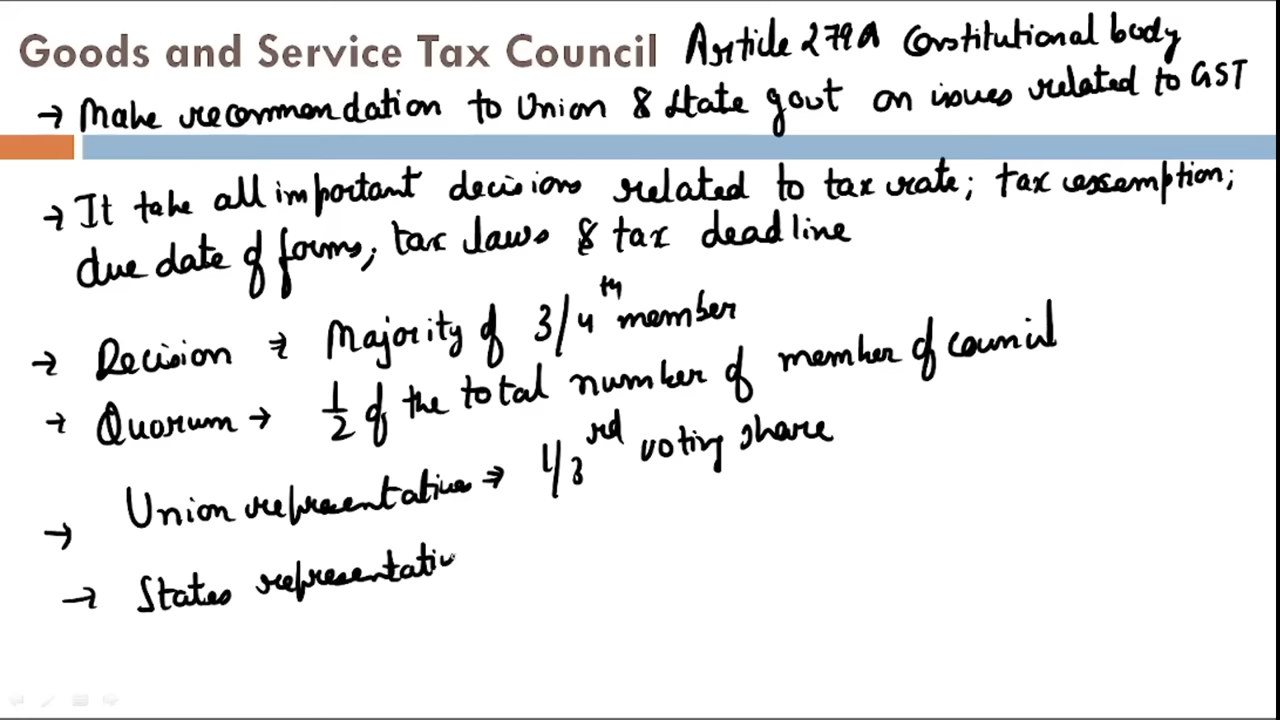 Goods and Service Tax Council Article 279A Constitutional body
→ Make recommendation to Union & State govt on issues related to GST
→ It take all important decisions related to tax rate; tax exemption;
due date of forms; tax laws & tax deadline
→ Decision → Majority of 3/4th member
→ Quorum → 1/2 of the total number of member of council
→ Union representative → 1/3rd voting share
→ States representativ